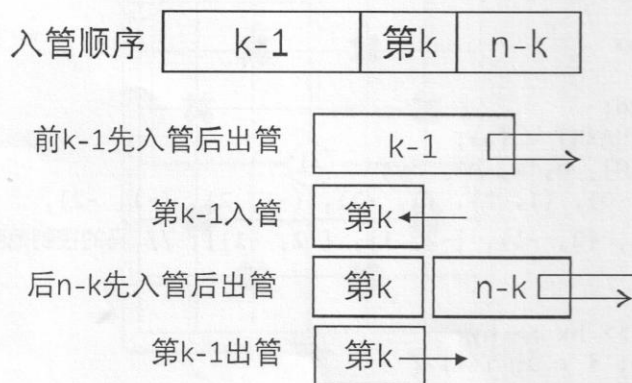 入管顺序 k-1 第k n-k
前k-1先入管后出管 k-1
第k-1入管 第k
后n-k先入管后出管 第k n-k
第k-1出管 第k